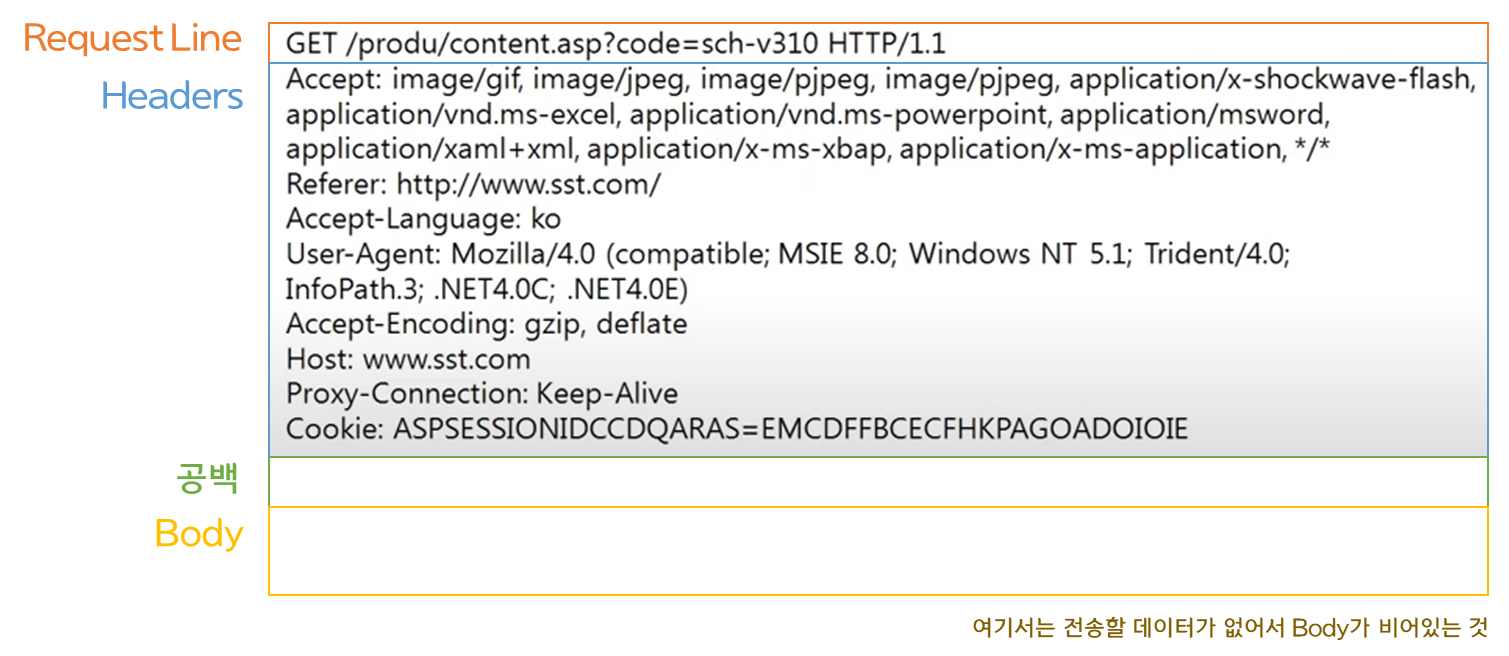 Request Line
GET /produ/content.asp?code=sch-v310 HTTP/1.1
Headers
Accept: image/gif, image/jpeg, image/pjpeg, image/pjpeg, application/x-shockwave-flash,
application/vnd.ms-excel, application/vnd.ms-powerpoint, application/msword,
application/xaml+xml, application/x-ms-xbap, application/x-ms-application, */*
Referer: http://www.sst.com/
Accept-Language: ko
User-Agent: Mozilla/4.0 (compatible; MSIE 8.0; Windows NT 5.1; Trident/4.0;
InfoPath.3; .NET4.0C; .NET4.0E)
Accept-Encoding: gzip, deflate
Host: www.sst.com
Proxy-Connection: Keep-Alive
Cookie: ASPSESSIONIDCCDQARAS=EMCDFFBCECFHKPAGOADOIOIE
공백
Body
여기서는 전송할 데이터가 없어서 Body가 비어있는 것